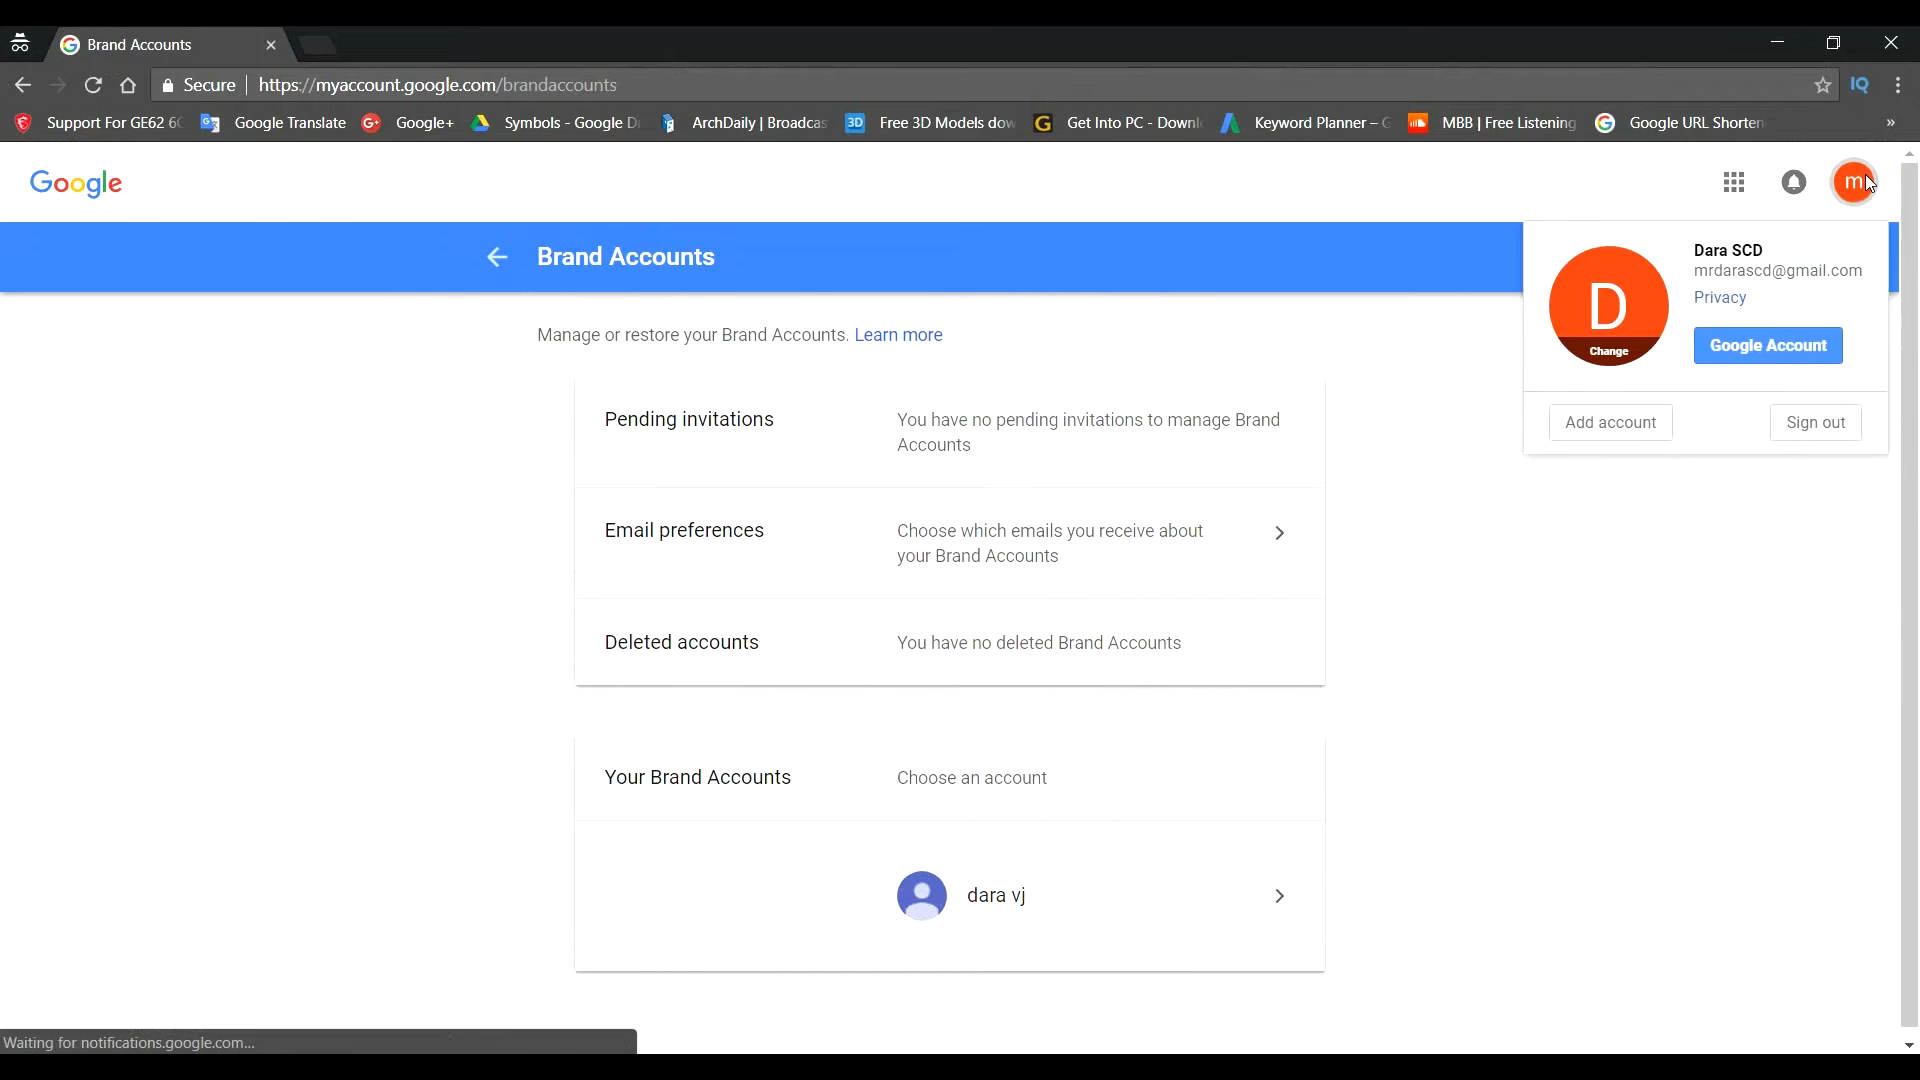 Brand Accounts
Secure
https://myaccount.google.com/brandaccounts
IQ
Support For GE62 6
Google Translate
G+
Google+
Symbols - Google D
ArchDaily | Broadcas
3D
Free 3D Models dow
G
Get Into PC - Downl
Keyword Planner – G
MBB | Free Listening
Google URL Shorten
»
Google
m
Brand Accounts
Dara SCD
mrdarascd@gmail.com
Privacy
D
Change
Google Account
Add account
Sign out
Manage or restore your Brand Accounts. Learn more
Pending invitations
You have no pending invitations to manage Brand
Accounts
Email preferences
Choose which emails you receive about
your Brand Accounts
Deleted accounts
You have no deleted Brand Accounts
Your Brand Accounts
Choose an account
dara vj
Waiting for notifications.google.com...